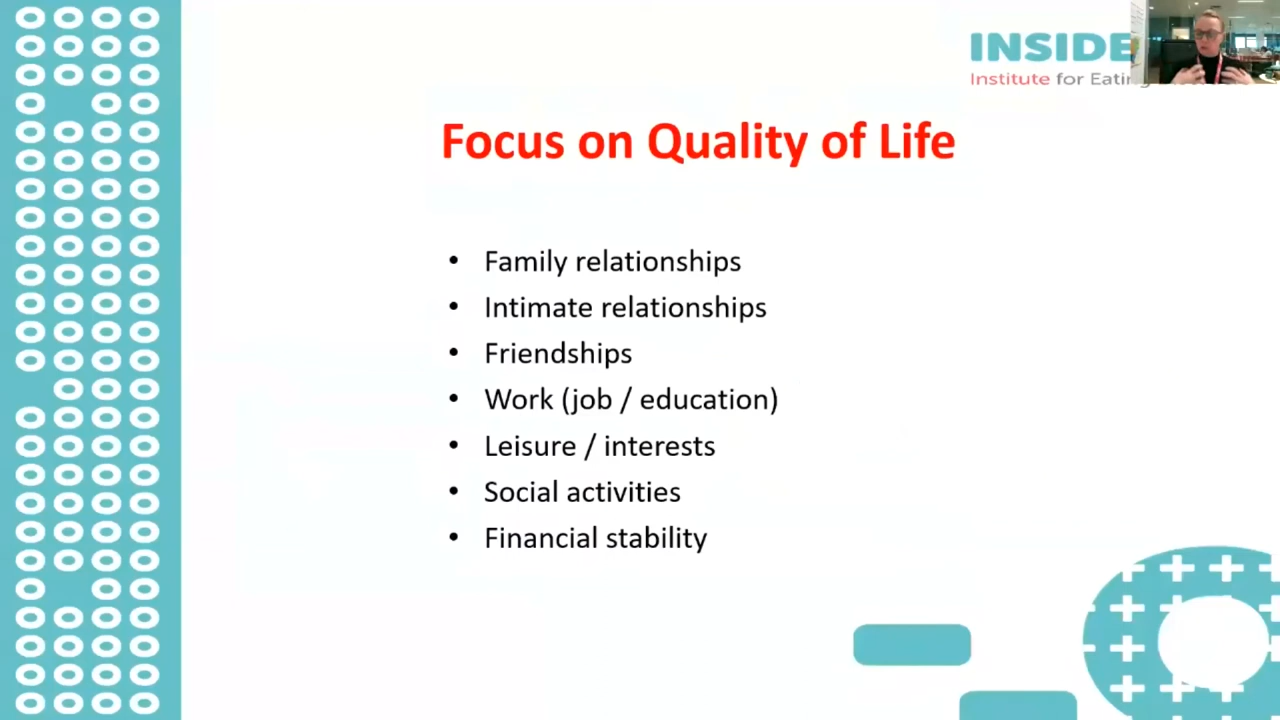 INSIDE
Institute for Eating
Focus on Quality of Life
• Family relationships
• Intimate relationships
• Friendships
• Work (job / education)
• Leisure / interests
• Social activities
• Financial stability